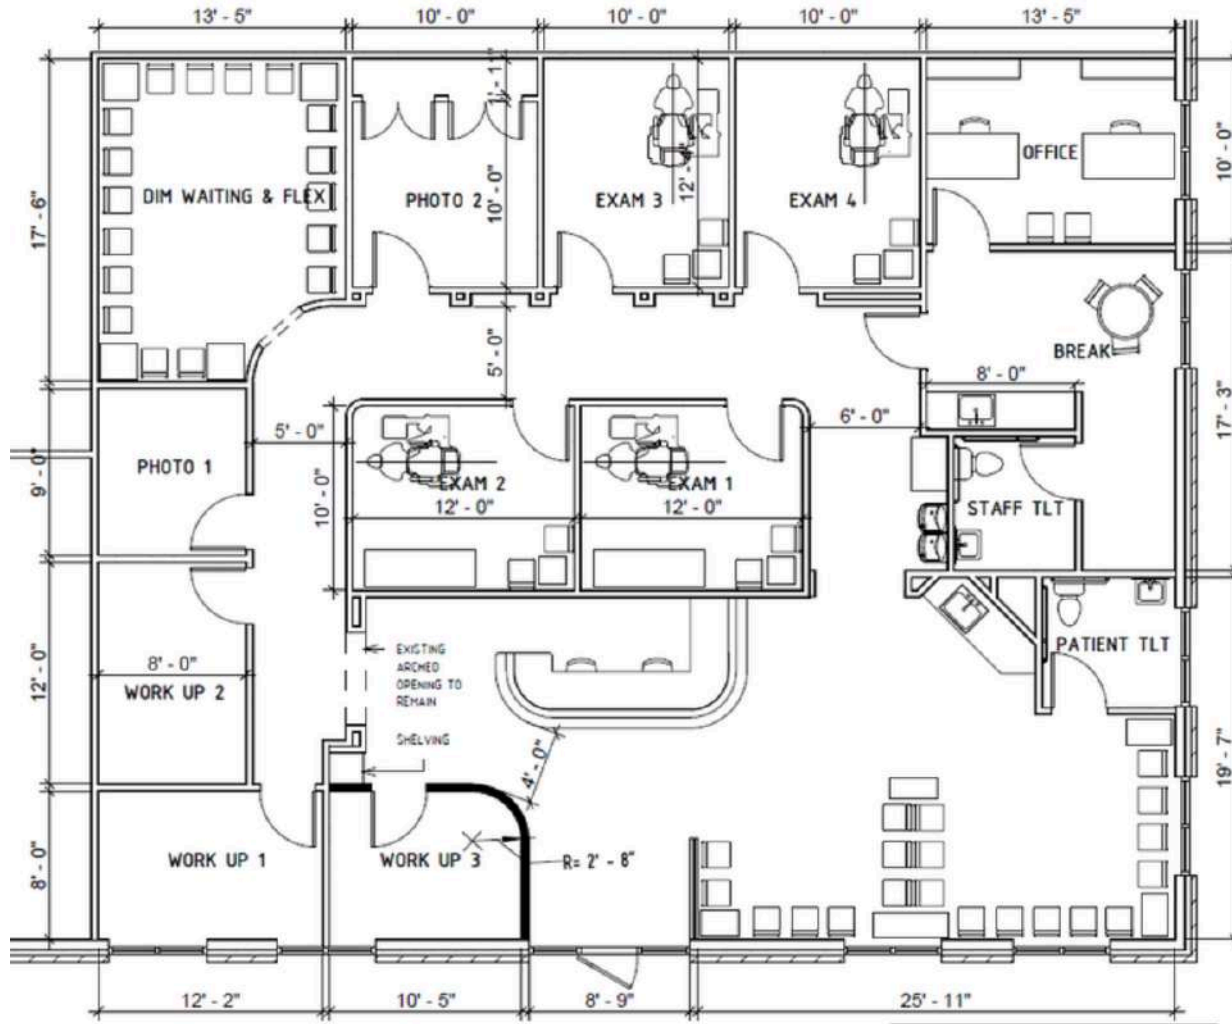 13' - 5"
10' - 0"
10' - 0"
10' - 0"
13' - 5"
1' - 1"
17' - 6"
DIM WAITING & FLEX
PHOTO 2
10' - 0"
EXAM 3
12' - 0"
EXAM 4
OFFICE
10' - 0"
5' - 0"
BREAK
8' - 0"
17' - 3"
9' - 0"
PHOTO 1
5' - 0"
10' - 0"
EXAM 2
12' - 0"
EXAM 1
12' - 0"
6' - 0"
STAFF TLT
12' - 0"
8' - 0"
WORK UP 2
EXISTING
ARCHED
OPENING TO
REMAIN
SHELVING
4' - 0"
PATIENT TLT
19' - 7"
8' - 0"
WORK UP 1
WORK UP 3
R= 2' - 8"
12' - 2"
10' - 5"
8' - 9"
25' - 11"